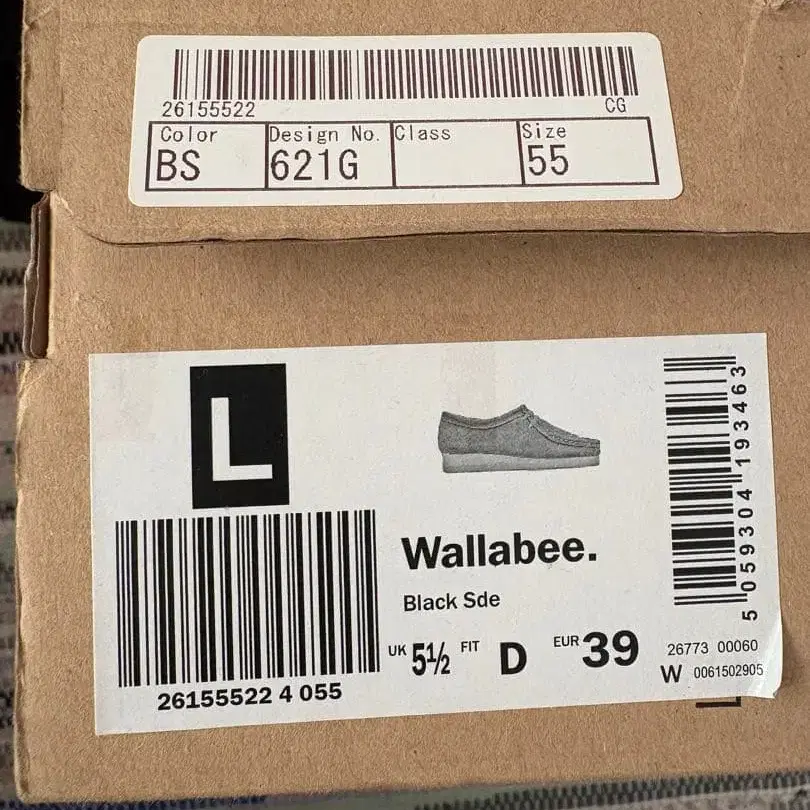 26155522 CG
Color Design No. Class Size
BS 621G 55
L
Wallabee.
Black Sde
UK 5½ FIT D EUR 39
26155522 4 055
5 059304 193463
26773 00060
W 0061502905